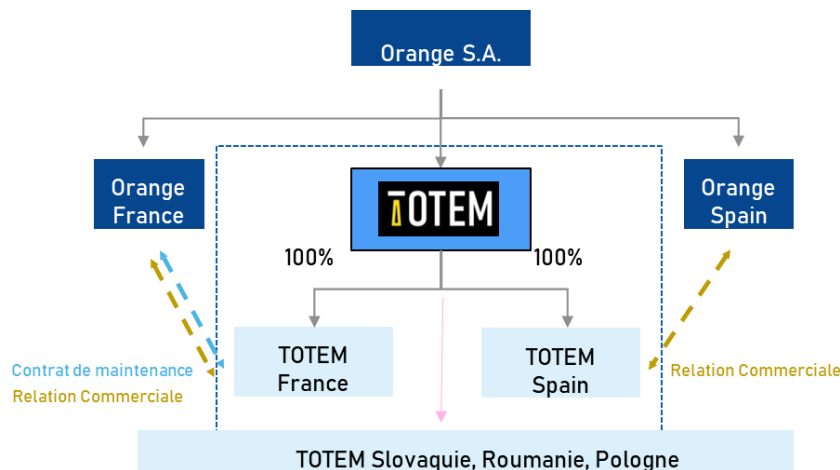 Orange S.A.
Orange
France
TOTEM
Orange
Spain
100%
100%
TOTEM
France
TOTEM
Spain
Contrat de maintenance
Relation Commerciale
Relation Commerciale
TOTEM Slovaquie, Roumanie, Pologne